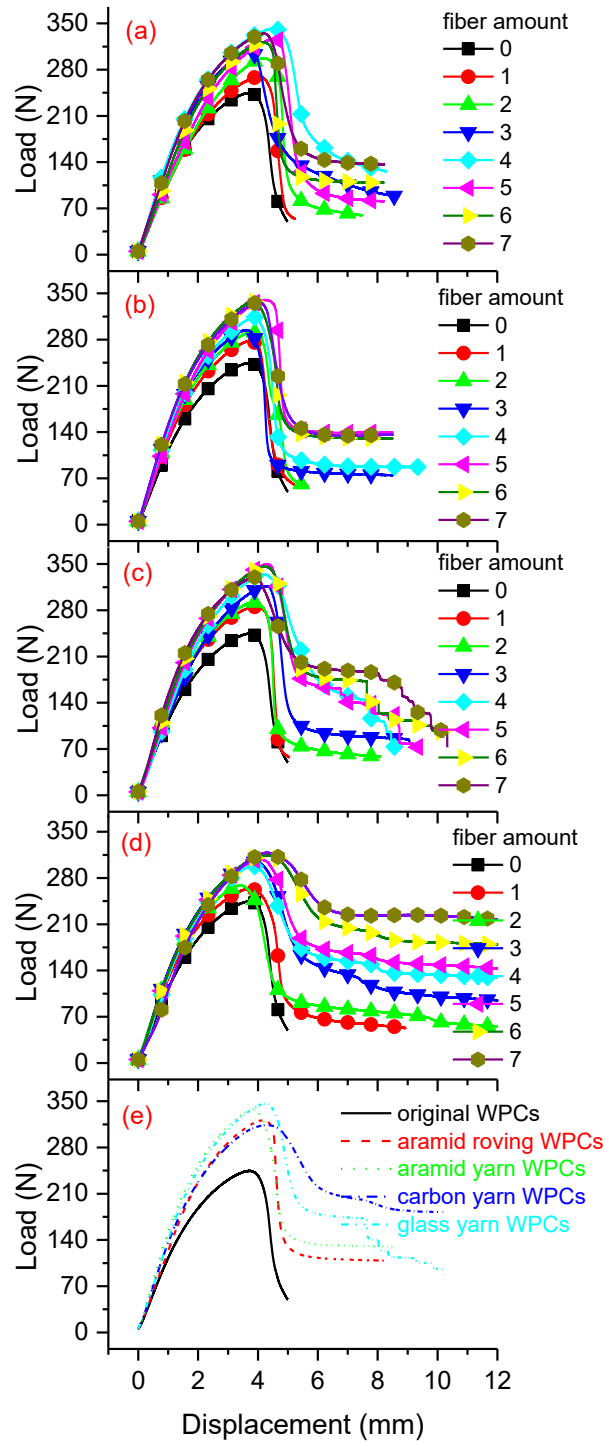 (a)
fiber amount
0
1
2
3
4
5
6
7
350
280
210
140
70
0
Load (N)
(b)
fiber amount
0
1
2
3
4
5
6
7
350
280
210
140
70
0
Load (N)
(c)
fiber amount
0
1
2
3
4
5
6
7
350
280
210
140
70
0
Load (N)
(d)
fiber amount
0
1
2
3
4
5
6
7
350
280
210
140
70
0
Load (N)
(e)
original WPCs
aramid roving WPCs
aramid yarn WPCs
carbon yarn WPCs
glass yarn WPCs
350
280
210
140
70
0
Load (N)
0 2 4 6 8 10 12
Displacement (mm)